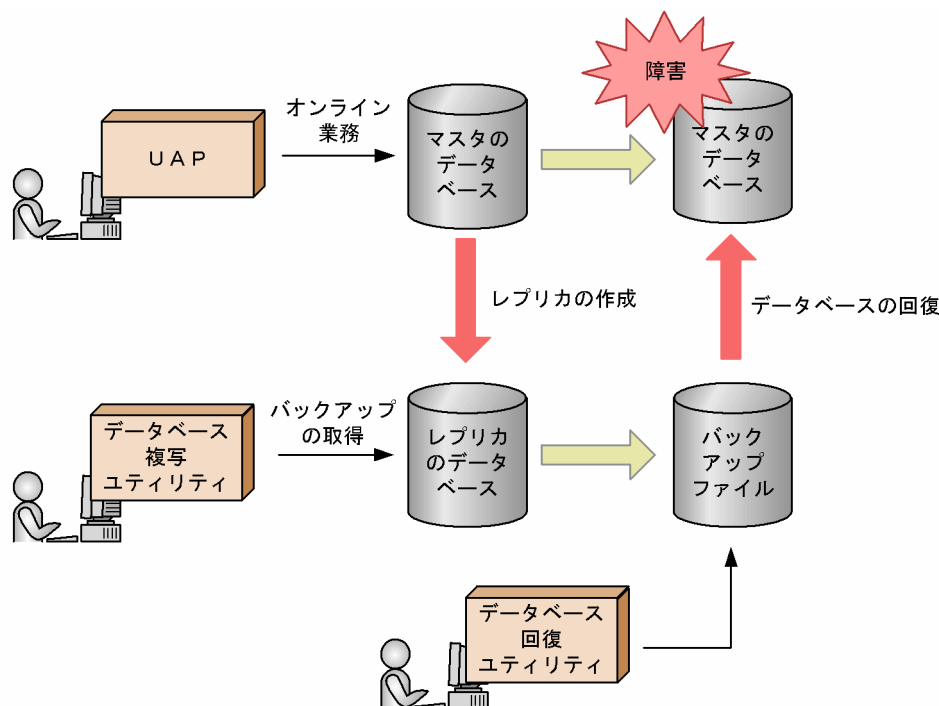 障害
オンライン
業務
ＵＡＰ
マスタの
データ
ベース
マスタの
データ
ベース
レプリカの作成
データベースの回復
バックアップ
の取得
データベース
複写
ユティリティ
レプリカ
のデータ
ベース
バック
アップ
ファイル
データベース
回復
ユティリティ